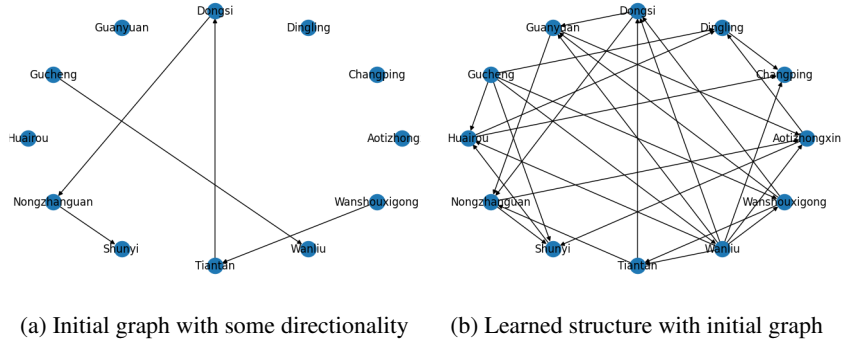 Dongsi
Guanyuan
Dingling
Gucheng
Changping
Huairou
Aotizhong
Nongzhanguan
Wanshouxigong
Shunyi
Wanliu
Tiantan
(a) Initial graph with some directionality
Dongsi
Guanyuan
Dingling
Gucheng
Changping
Huairou
Aotizhongxin
Nongzhanguan
Wanshouxigong
Shunyi
Wanliu
Tiantan
(b) Learned structure with initial graph